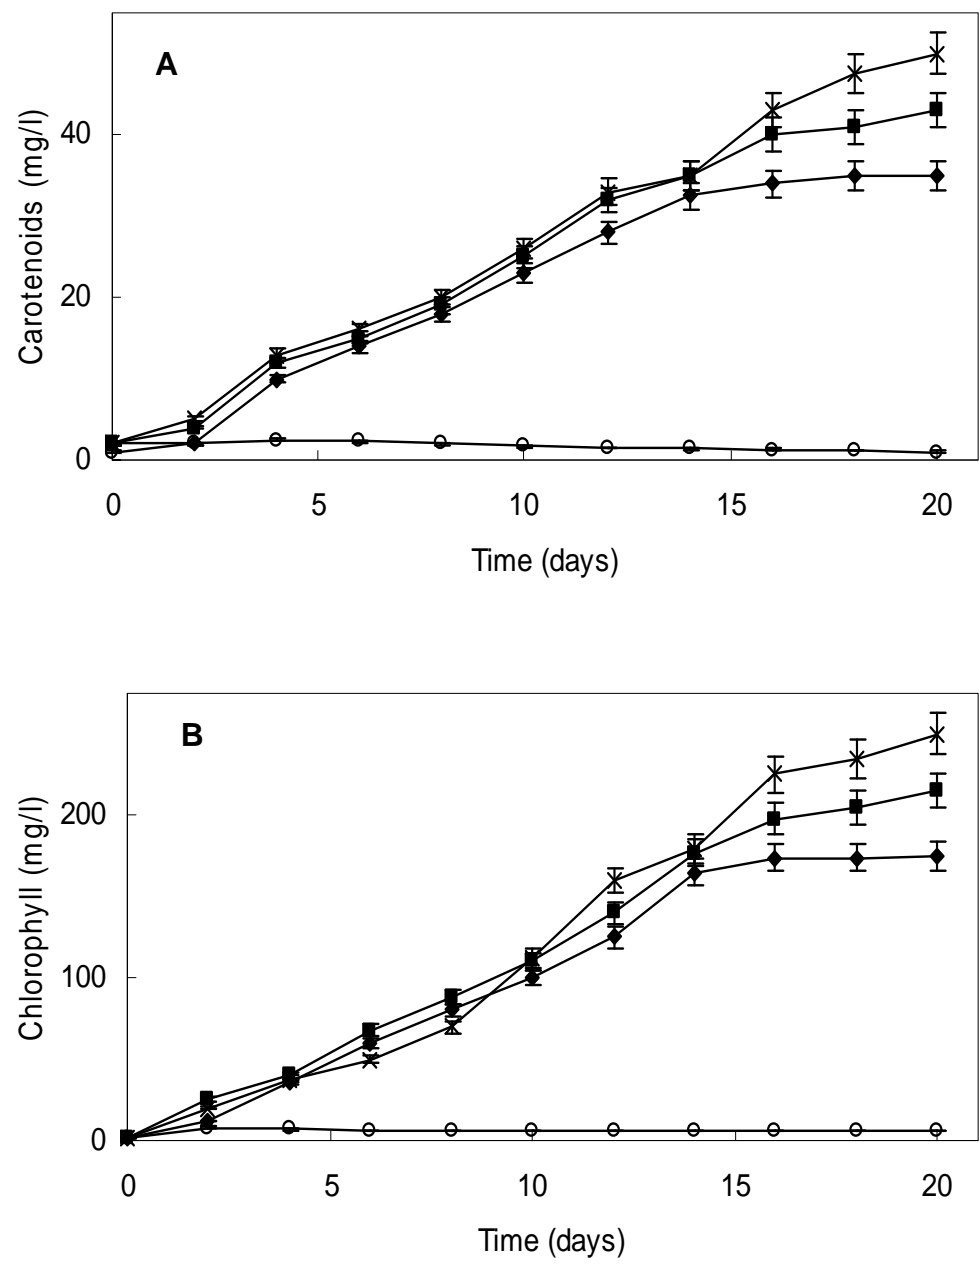 A
Carotenoids (mg/l)
40
20
0
0 5 10 15 20
Time (days)
B
Chlorophyll (mg/l)
200
100
0
0 5 10 15 20
Time (days)